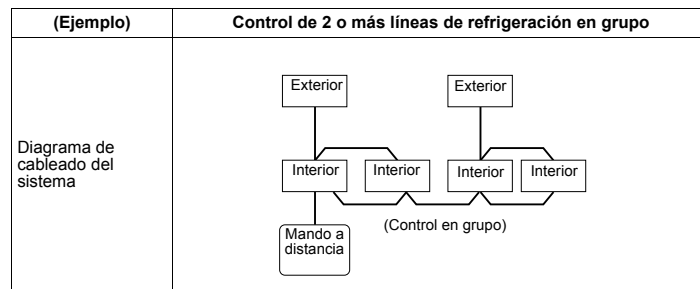 (Ejemplo)
Control de 2 o más líneas de refrigeración en grupo
Diagrama de
cableado del
sistema
Exterior
Exterior
Interior
Interior
Interior
Interior
(Control en grupo)
Mando a
distancia